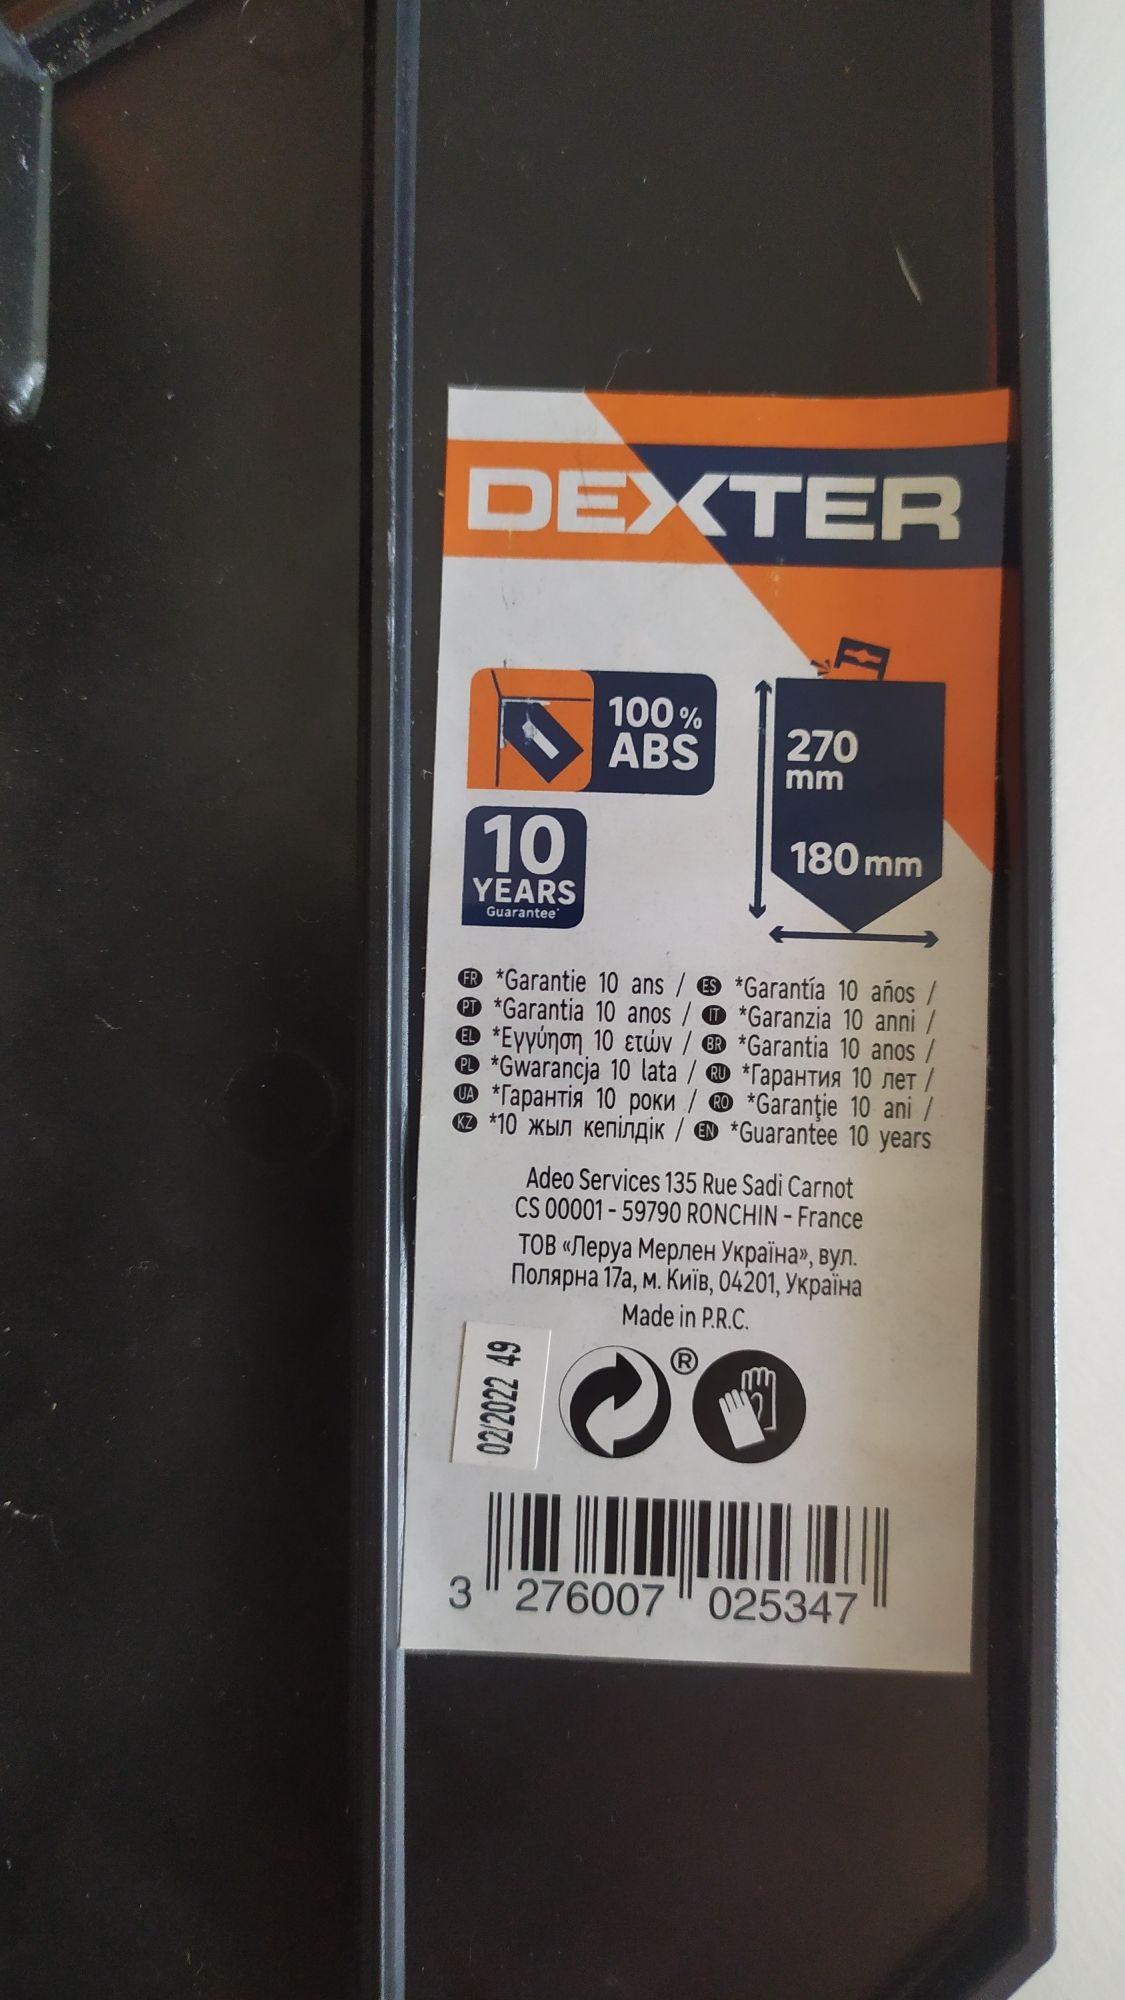 DEXTER
100% ABS
270 mm
180 mm
10 YEARS Guarantee*
FR *Garantie 10 ans / ES *Garantía 10 años /
PT *Garantia 10 anos / IT *Garanzia 10 anni /
EL *Εγγύηση 10 ετών / BR *Garantia 10 anos /
PL *Gwarancja 10 lata / RU *Гарантия 10 лет /
UA *Гарантія 10 роки / RO *Garanţie 10 ani /
KZ *10 жыл кепілдік / EN *Guarantee 10 years
Adeo Services 135 Rue Sadi Carnot
CS 00001 - 59790 RONCHIN - France
ТОВ «Леруа Мерлен Україна», вул.
Полярна 17а, м. Київ, 04201, Україна
Made in P.R.C.
02/2022 49
®
3 276007 025347